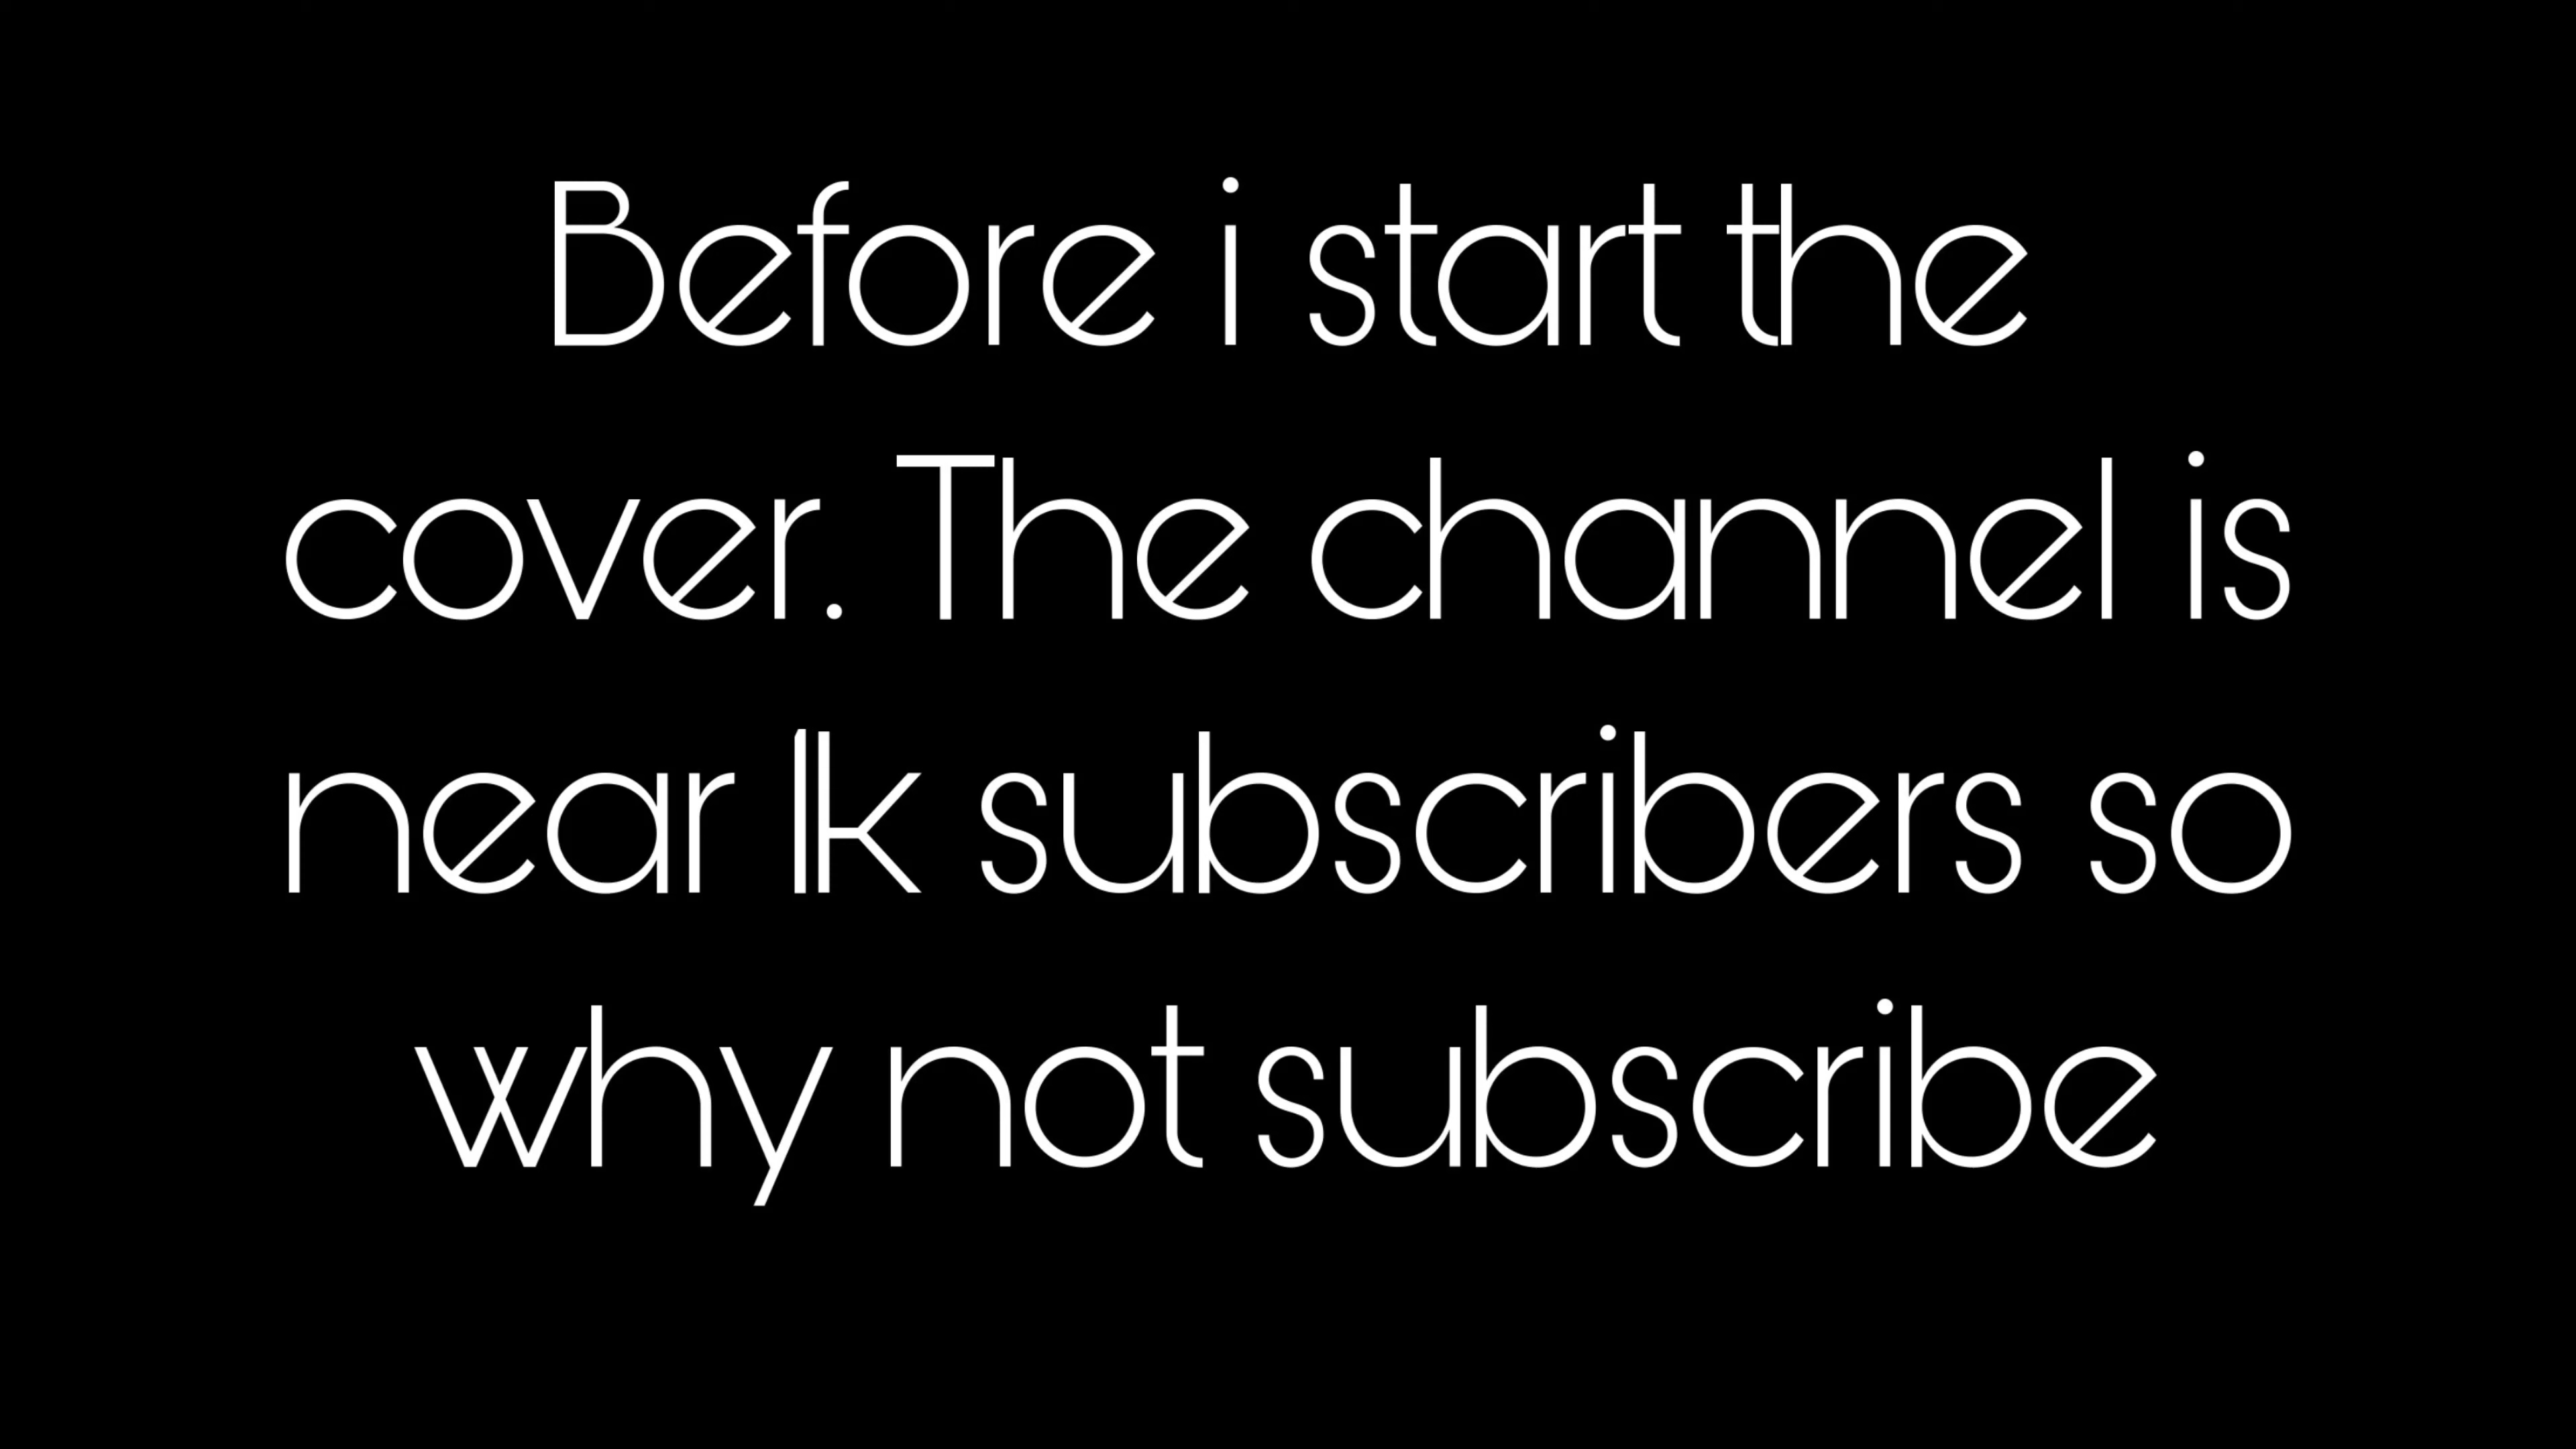 Before i start the
cover. The channel is
near 1k subscribers so
why not subscribe